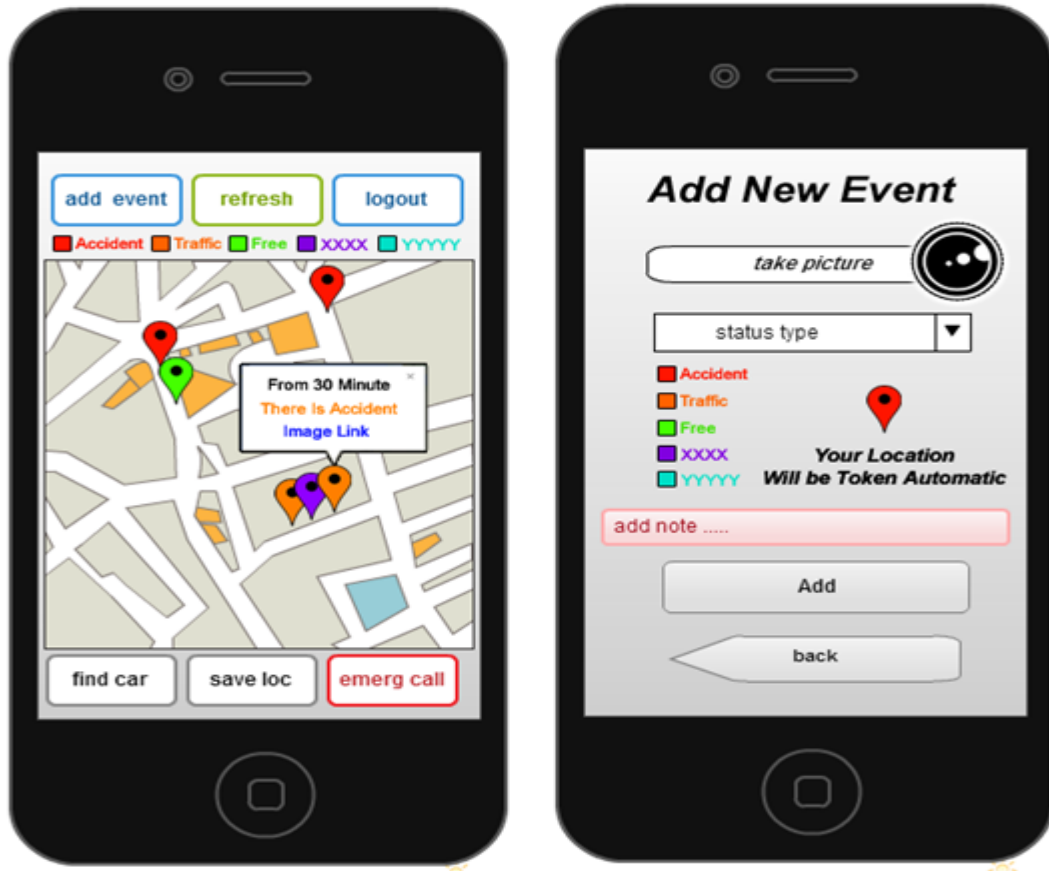 add event refresh logout
Accident Traffic Free XXXX YYYYY
From 30 Minute ×
There Is Accident
Image Link
find car save loc emerg call
Add New Event
take picture
status type
Accident
Traffic
Free
XXXX
YYYYY
Your Location
Will be Token Automatic
add note .....
Add
back